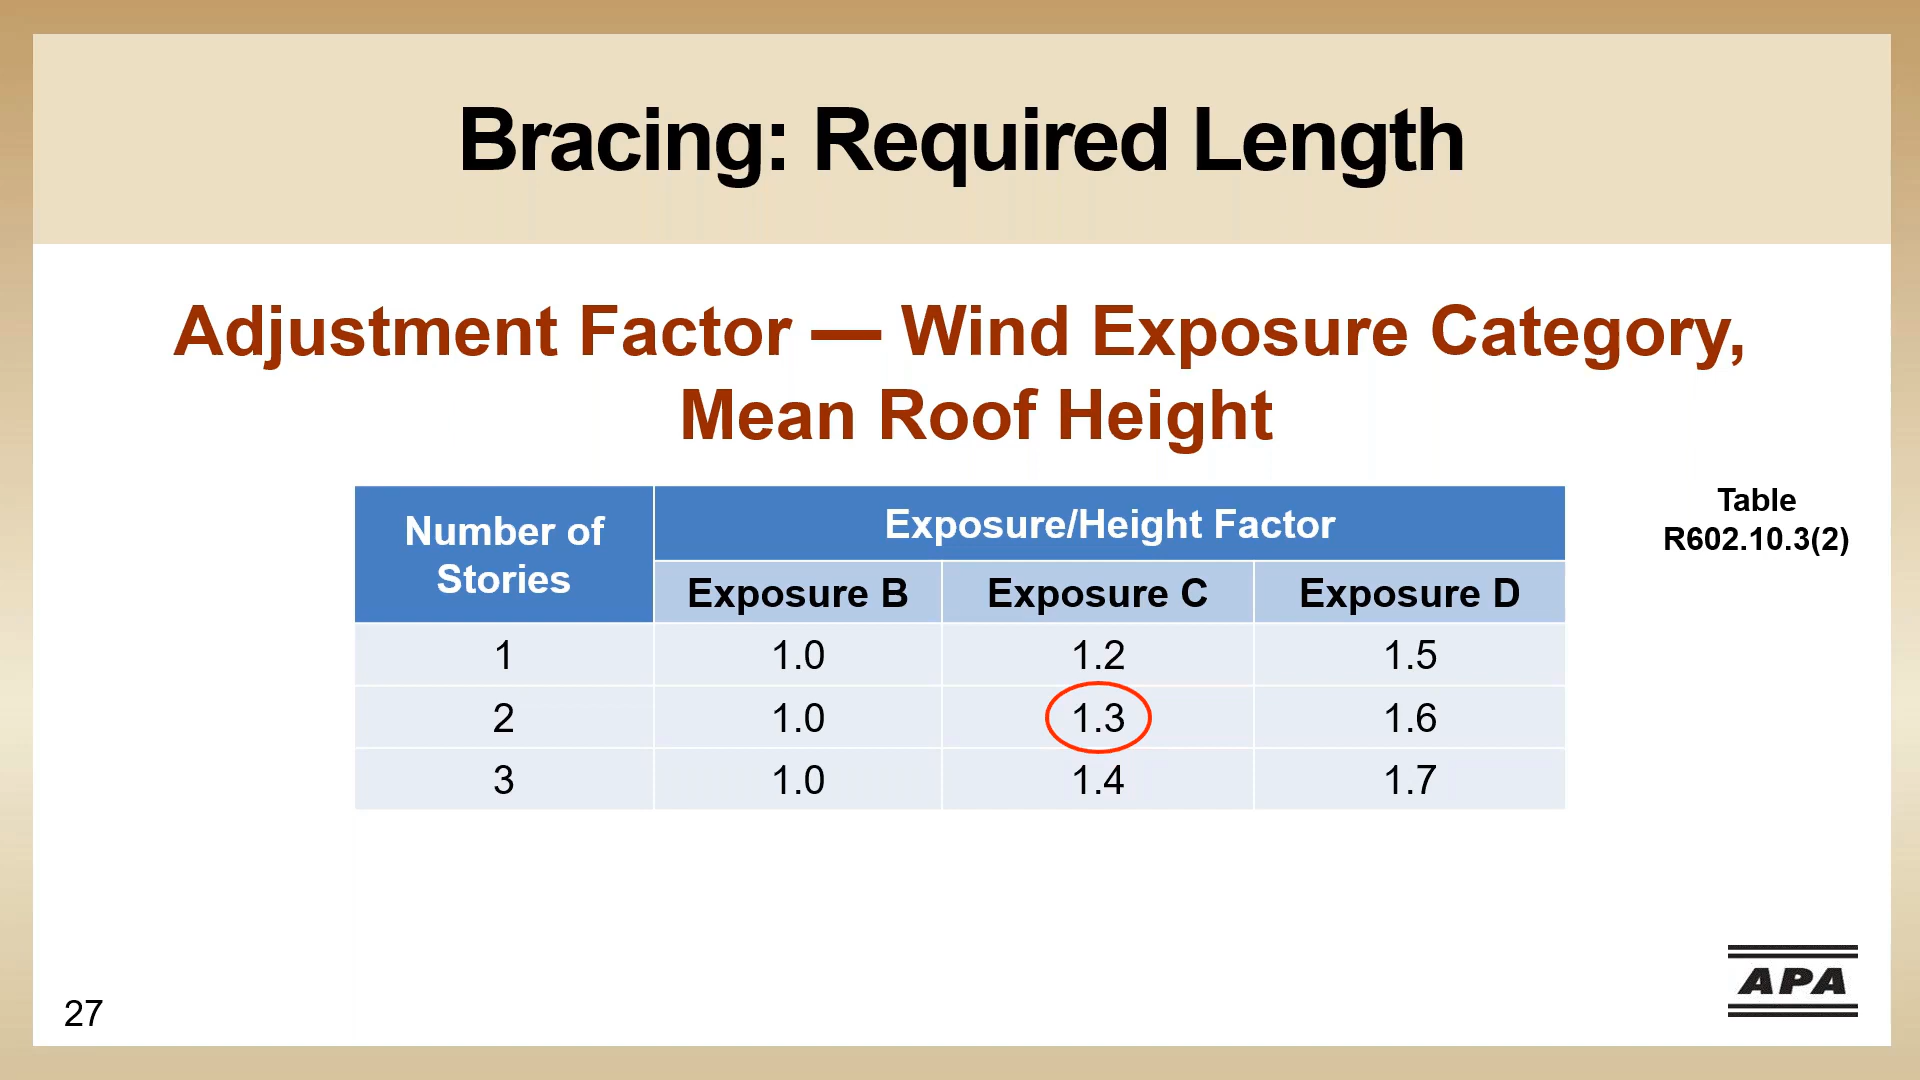 Bracing: Required Length
Adjustment Factor — Wind Exposure Category,
Mean Roof Height
Number of
Stories
Exposure/Height Factor
Exposure B Exposure C Exposure D
1 1.0 1.2 1.5
2 1.0 1.3 1.6
3 1.0 1.4 1.7
Table
R602.10.3(2)
27
APA